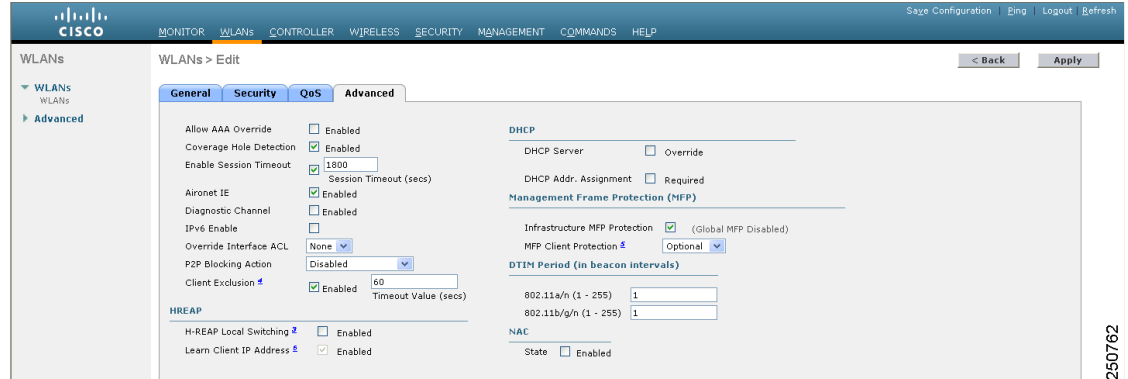 Save Configuration | Ping | Logout | Refresh
CISCO
MONITOR WLANs CONTROLLER WIRELESS SECURITY MANAGEMENT COMMANDS HELP
WLANs
WLANs > Edit
< Back
Apply
WLANs
WLANs
Advanced
General Security QoS Advanced
Allow AAA Override Enabled
Coverage Hole Detection Enabled
Enable Session Timeout 1800
Session Timeout (secs)
Aironet IE Enabled
Diagnostic Channel Enabled
IPv6 Enable
Override Interface ACL None
P2P Blocking Action Disabled
Client Exclusion 4 Enabled 60
Timeout Value (secs)
HREAP
H-REAP Local Switching 2 Enabled
Learn Client IP Address 5 Enabled
DHCP
DHCP Server Override
DHCP Addr. Assignment Required
Management Frame Protection (MFP)
Infrastructure MFP Protection (Global MFP Disabled)
MFP Client Protection 5 Optional
DTIM Period (in beacon intervals)
802.11a/n (1 - 255) 1
802.11b/g/n (1 - 255) 1
NAC
State Enabled
250762